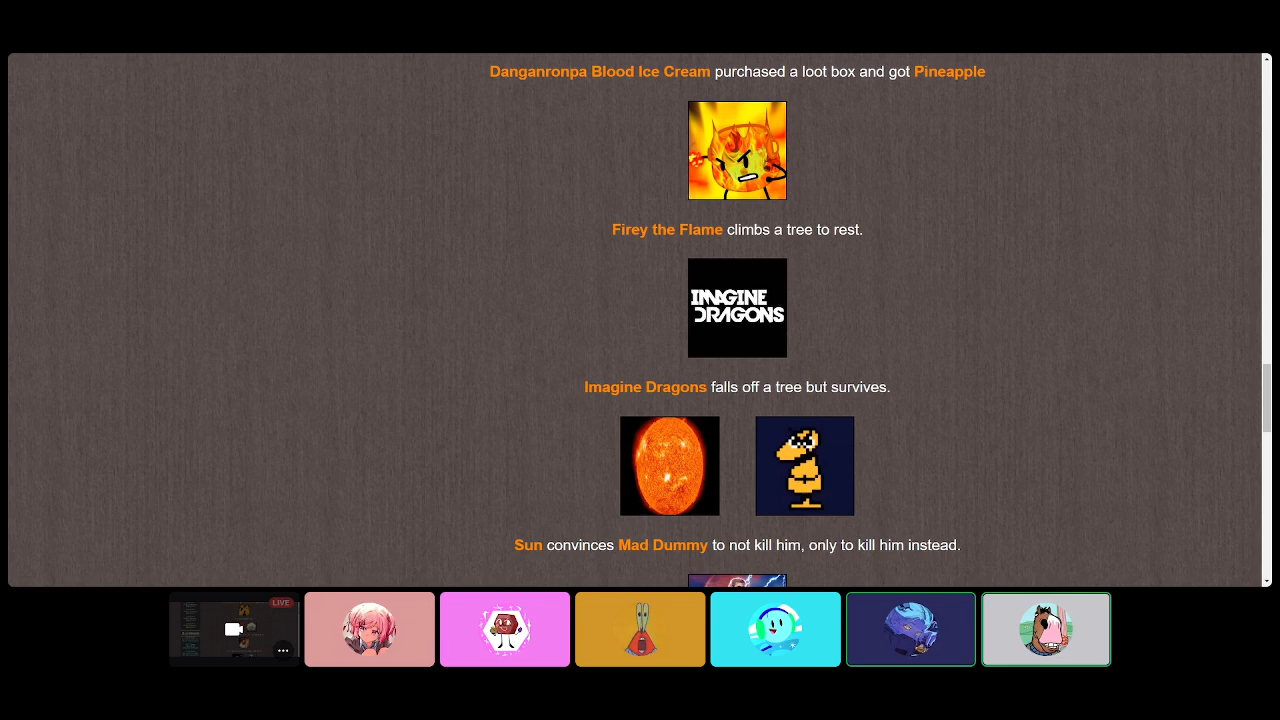 Danganronpa Blood Ice Cream purchased a loot box and got Pineapple
Firey the Flame climbs a tree to rest.
IMAGINE
DRAGONS
Imagine Dragons falls off a tree but survives.
Sun convinces Mad Dummy to not kill him, only to kill him instead.
LIVE